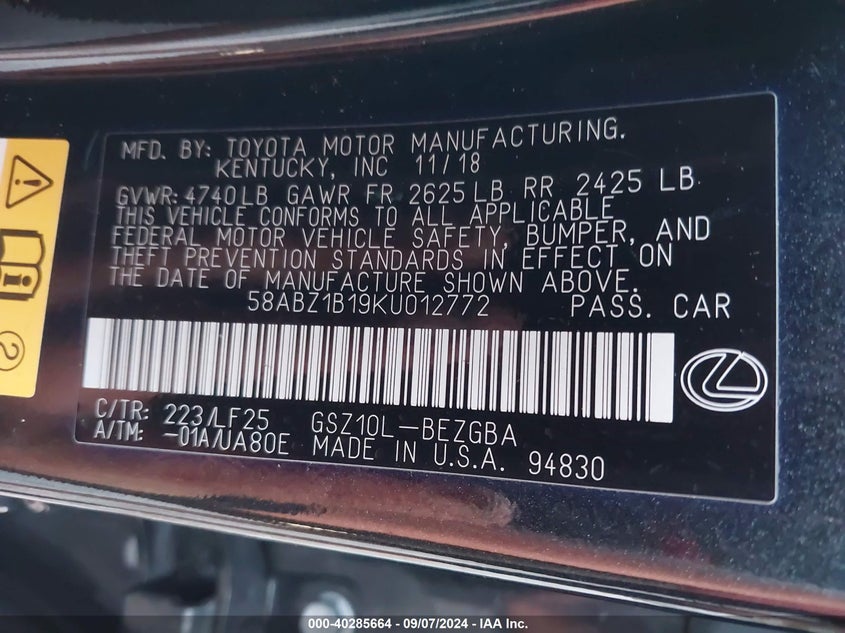 MFD. BY: TOYOTA MOTOR MANUFACTURING.
KENTUCKY, INC 11/18
GVWR: 4740LB GAWR FR 2625 LB RR 2425 LB
THIS VEHICLE CONFORMS TO ALL APPLICABLE
FEDERAL MOTOR VEHICLE SAFETY, BUMPER, AND
THEFT PREVENTION STANDARDS IN EFFECT ON
THE DATE OF MANUFACTURE SHOWN ABOVE.
58ABZ1B19KU012772 PASS. CAR
C/TR: 223/LF25 GSZ10L-BEZGBA
A/TM: -01A/UA80E MADE IN U.S.A. 94830
000-40285664 - 09/07/2024 - IAA Inc.